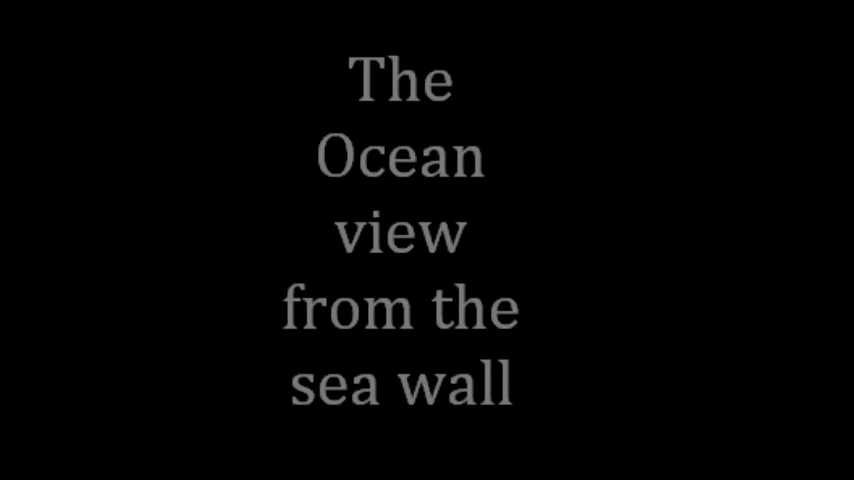 The
Ocean
view
from the
sea wall